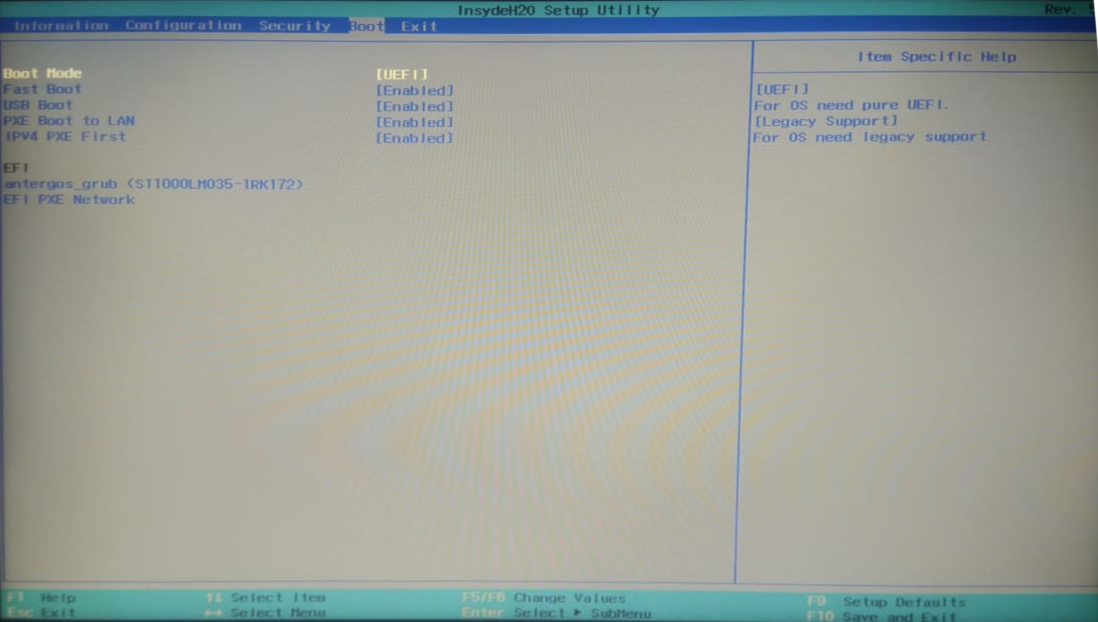 InsydeH20 Setup Utility
Rev.
Information Configuration Security Boot Exit
Item Specific Help
Boot Mode [UEFI]
Fast Boot [Enabled]
USB Boot [Enabled]
PXE Boot to LAN [Enabled]
IPV4 PXE First [Enabled]
EFI
antergos_grub (ST1000LM035-1RK172)
EFI PXE Network
[UEFI]
For OS need pure UEFI.
[Legacy Support]
For OS need legacy support
F1 Help ↑↓ Select Item F5/F6 Change Values F9 Setup Defaults
Esc Exit ↔ Select Menu Enter Select ▶ SubMenu F10 Save and Exit